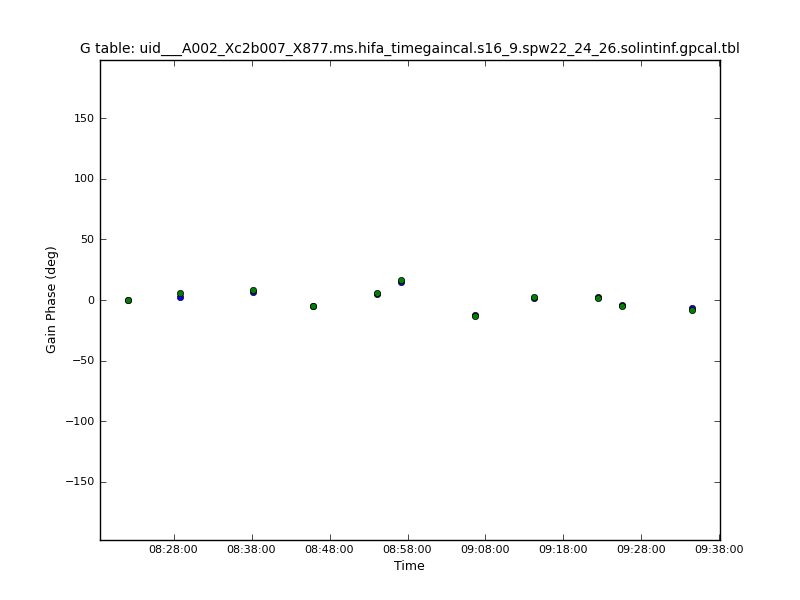 G table: uid___A002_Xc2b007_X877.ms.hifa_timegaincal.s16_9.spw22_24_26.solintinf.gpcal.tbl
150
100
50
0
−50
−100
−150
Gain Phase (deg)
08:28:00 08:38:00 08:48:00 08:58:00 09:08:00 09:18:00 09:28:00 09:38:00
Time